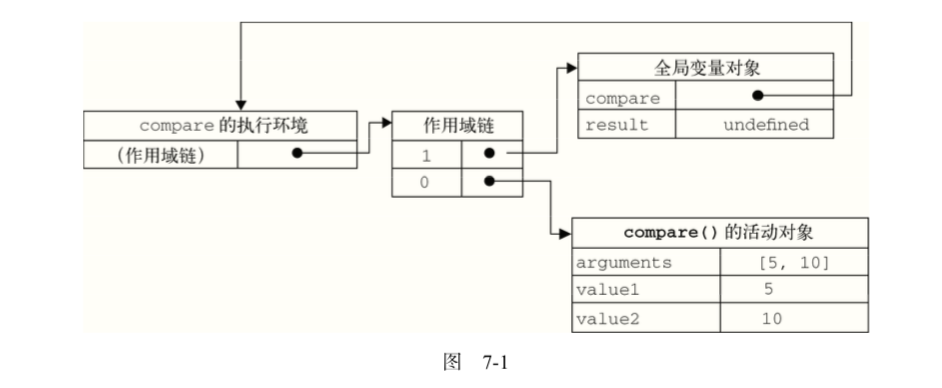 全局变量对象
compare
result undefined
compare 的执行环境
(作用域链)
作用域链
1
0
compare() 的活动对象
arguments [5, 10]
value1 5
value2 10
图 7-1